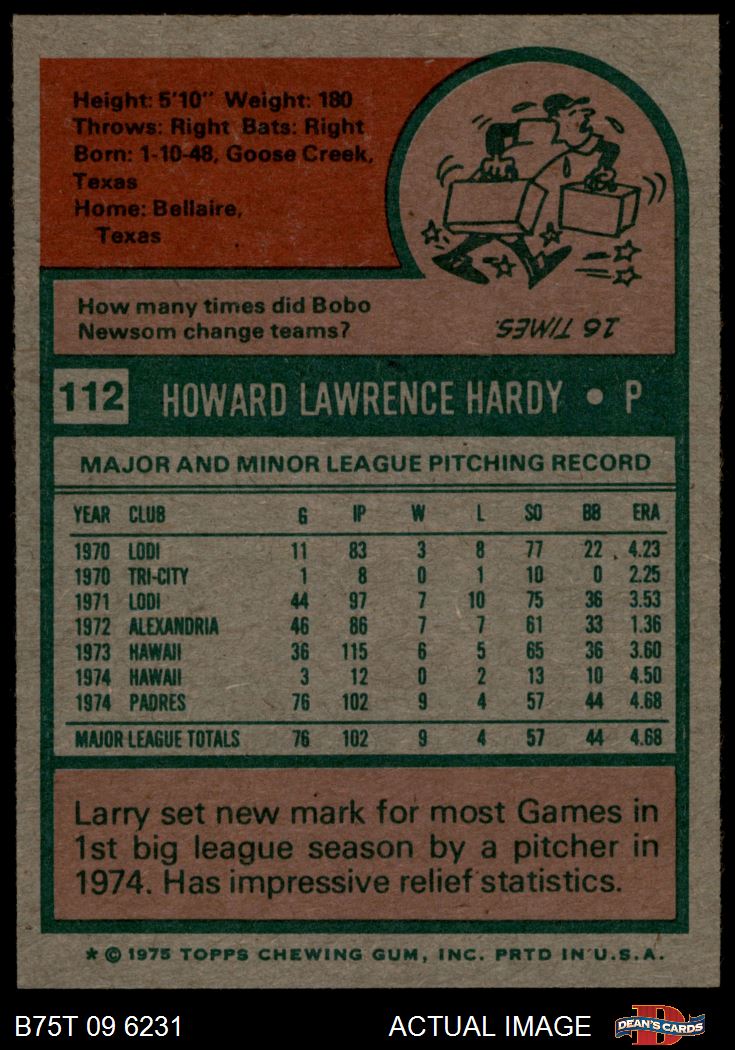 Height: 5'10" Weight: 180
Throws: Right Bats: Right
Born: 1-10-48, Goose Creek,
Texas
Home: Bellaire,
Texas
How many times did Bobo
Newsom change teams?
16 TIMES.
112 HOWARD LAWRENCE HARDY • P
MAJOR AND MINOR LEAGUE PITCHING RECORD
YEAR CLUB G IP W L SO BB ERA
1970 LODI 11 83 3 8 77 22 4.23
1970 TRI-CITY 1 8 0 1 10 0 2.25
1971 LODI 44 97 7 10 75 36 3.53
1972 ALEXANDRIA 46 86 7 7 61 33 1.36
1973 HAWAII 36 115 6 5 65 36 3.60
1974 HAWAII 3 12 0 2 13 10 4.50
1974 PADRES 76 102 9 4 57 44 4.68
MAJOR LEAGUE TOTALS 76 102 9 4 57 44 4.68
Larry set new mark for most Games in
1st big league season by a pitcher in
1974. Has impressive relief statistics.
* © 1975 TOPPS CHEWING GUM, INC. PRTD IN U.S.A.
B75T 09 6231 ACTUAL IMAGE DEAN'S CARDS